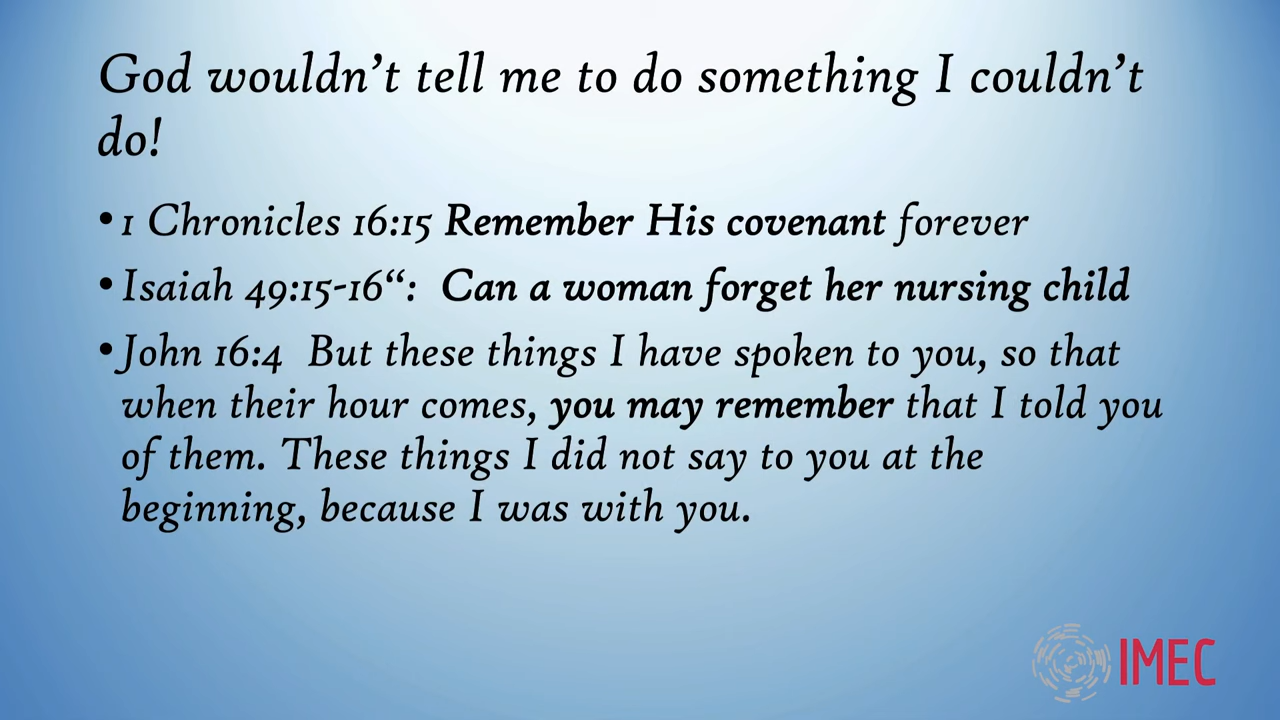 God wouldn’t tell me to do something I couldn’t
do!
• 1 Chronicles 16:15 Remember His covenant forever
• Isaiah 49:15-16“:  Can a woman forget her nursing child
• John 16:4  But these things I have spoken to you, so that
when their hour comes, you may remember that I told you
of them. These things I did not say to you at the
beginning, because I was with you.
IMEC